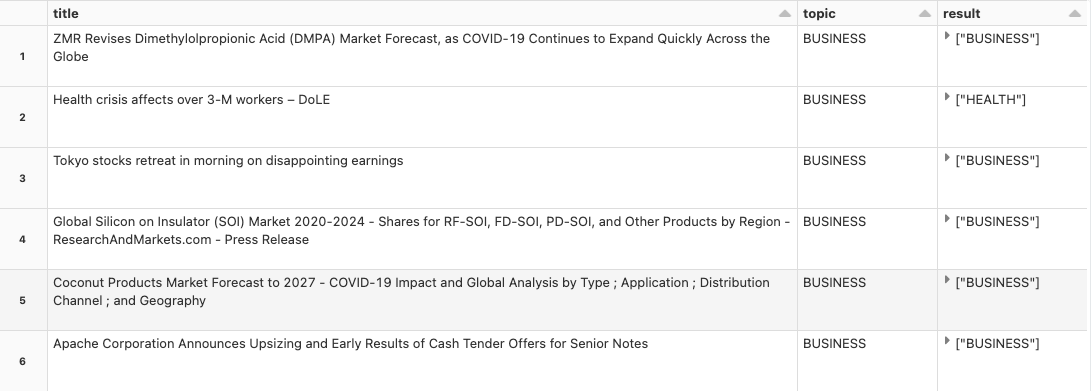 title topic result
1 ZMR Revises Dimethylolpropionic Acid (DMPA) Market Forecast, as COVID-19 Continues to Expand Quickly Across the BUSINESS ["BUSINESS"]
Globe
2 Health crisis affects over 3-M workers – DoLE BUSINESS ["HEALTH"]
3 Tokyo stocks retreat in morning on disappointing earnings BUSINESS ["BUSINESS"]
4 Global Silicon on Insulator (SOI) Market 2020-2024 - Shares for RF-SOI, FD-SOI, PD-SOI, and Other Products by Region - BUSINESS ["BUSINESS"]
ResearchAndMarkets.com - Press Release
5 Coconut Products Market Forecast to 2027 - COVID-19 Impact and Global Analysis by Type ; Application ; Distribution BUSINESS ["BUSINESS"]
Channel ; and Geography
6 Apache Corporation Announces Upsizing and Early Results of Cash Tender Offers for Senior Notes BUSINESS ["BUSINESS"]